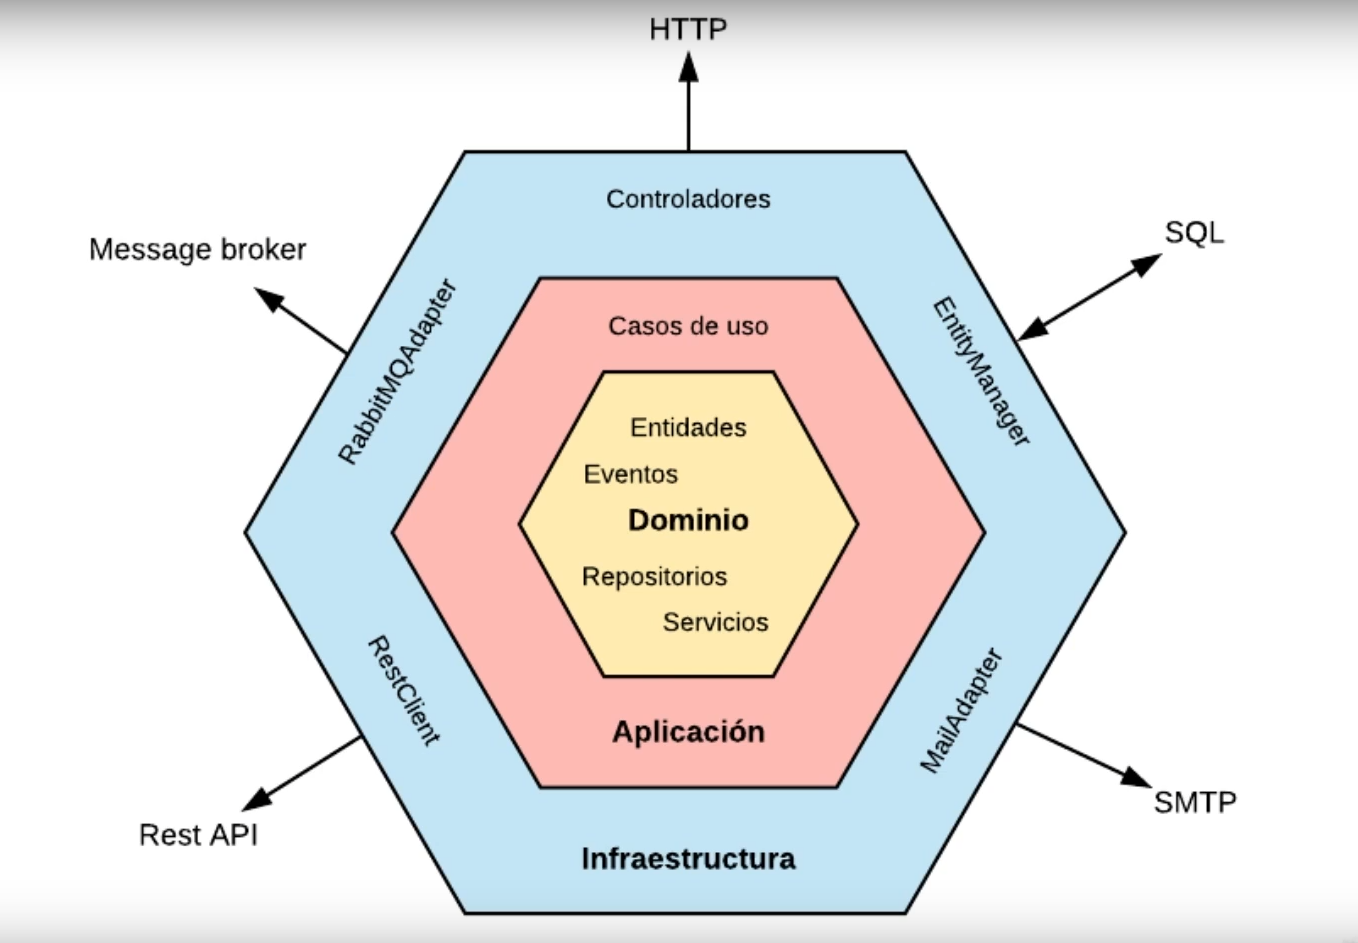 HTTP
Controladores
Message broker
SQL
RabbitMQAdapter
EntityManager
Casos de uso
Entidades
Eventos
Dominio
Repositorios
Servicios
RestClient
MailAdapter
Aplicación
Rest API
SMTP
Infraestructura